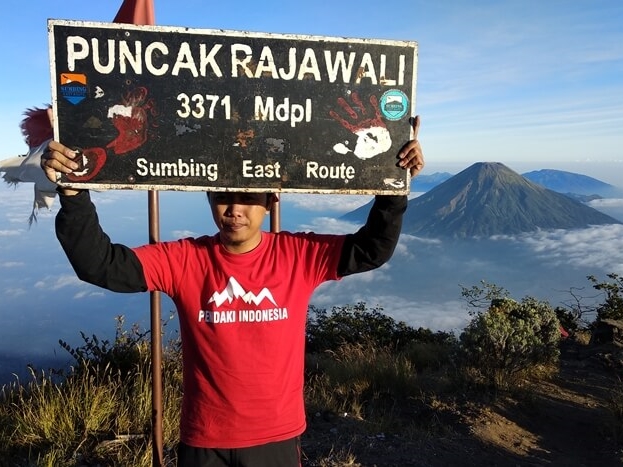 PUNCAK RAJAWALI
3371 Mdpl
Sumbing East Route
PENDAKI INDONESIA